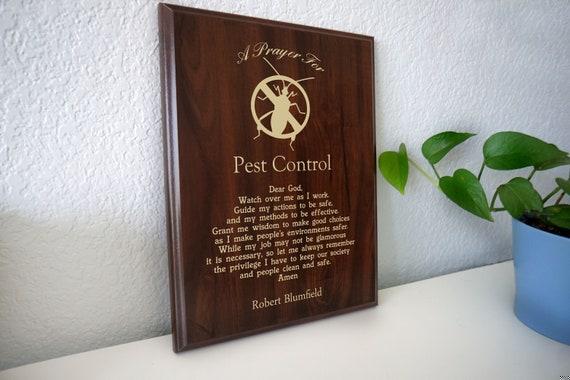 A Prayer For
Pest Control
Dear God,
Watch over me as I work.
Guide my actions to be safe,
and my methods to be effective.
Grant me wisdom to make good choices
as I make people's environments safer.
While my job may not be glamorous
it is necessary, so let me always remember
the privilege I have to keep our society
and people clean and safe.
Amen
Robert Blumfield